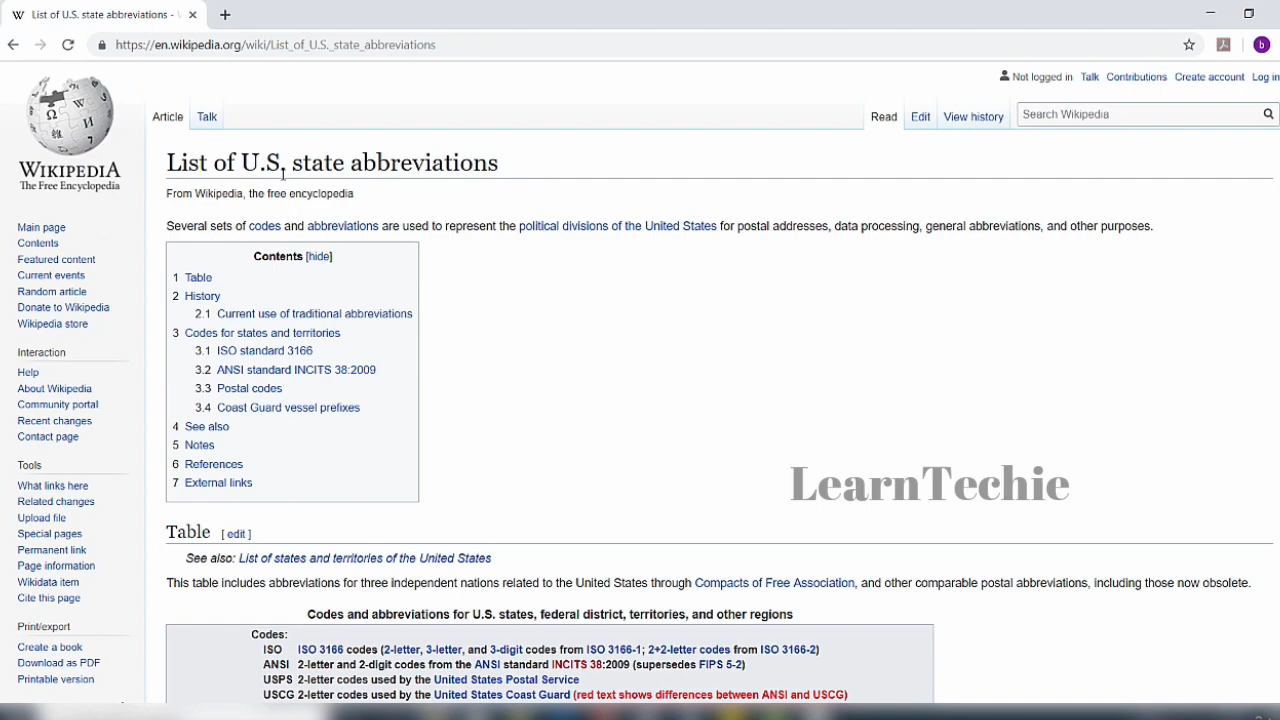 List of U.S. state abbreviations -
https://en.wikipedia.org/wiki/List_of_U.S._state_abbreviations
b
Not logged in Talk Contributions Create account Log in
Article Talk Read Edit View history Search Wikipedia
WIKIPEDIA
The Free Encyclopedia
Main page
Contents
Featured content
Current events
Random article
Donate to Wikipedia
Wikipedia store
Interaction
Help
About Wikipedia
Community portal
Recent changes
Contact page
Tools
What links here
Related changes
Upload file
Special pages
Permanent link
Page information
Wikidata item
Cite this page
Print/export
Create a book
Download as PDF
Printable version
List of U.S. state abbreviations
From Wikipedia, the free encyclopedia
Several sets of codes and abbreviations are used to represent the political divisions of the United States for postal addresses, data processing, general abbreviations, and other purposes.
Contents [hide]
1 Table
2 History
2.1 Current use of traditional abbreviations
3 Codes for states and territories
3.1 ISO standard 3166
3.2 ANSI standard INCITS 38:2009
3.3 Postal codes
3.4 Coast Guard vessel prefixes
4 See also
5 Notes
6 References
7 External links
LearnTechie
Table [ edit ]
See also: List of states and territories of the United States
This table includes abbreviations for three independent nations related to the United States through Compacts of Free Association, and other comparable postal abbreviations, including those now obsolete.
Codes and abbreviations for U.S. states, federal district, territories, and other regions
Codes:
ISO ISO 3166 codes (2-letter, 3-letter, and 3-digit codes from ISO 3166-1; 2+2-letter codes from ISO 3166-2)
ANSI 2-letter and 2-digit codes from the ANSI standard INCITS 38:2009 (supersedes FIPS 5-2)
USPS 2-letter codes used by the United States Postal Service
USCG 2-letter codes used by the United States Coast Guard (red text shows differences between ANSI and USCG)